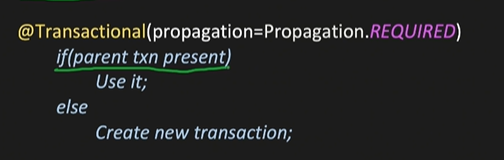 @Transactional(propagation=Propagation.REQUIRED)
if(parent txn present)
Use it;
else
Create new transaction;